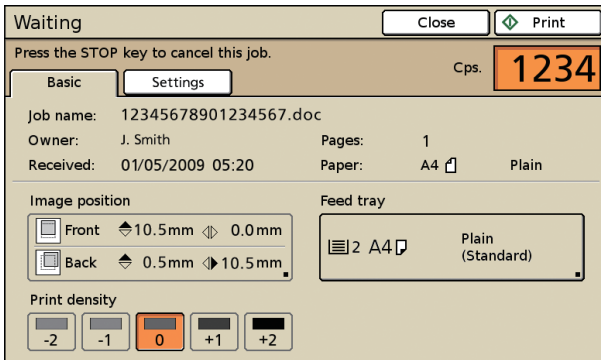 Waiting Close Print
Press the STOP key to cancel this job.
Cps. 1234
Basic Settings
Job name: 12345678901234567.doc
Owner: J. Smith Pages: 1
Received: 01/05/2009 05:20 Paper: A4 Plain
Image position Feed tray
Front 10.5mm 0.0mm
Back 0.5mm 10.5mm
2 A4 Plain
(Standard)
Print density
-2 -1 0 +1 +2